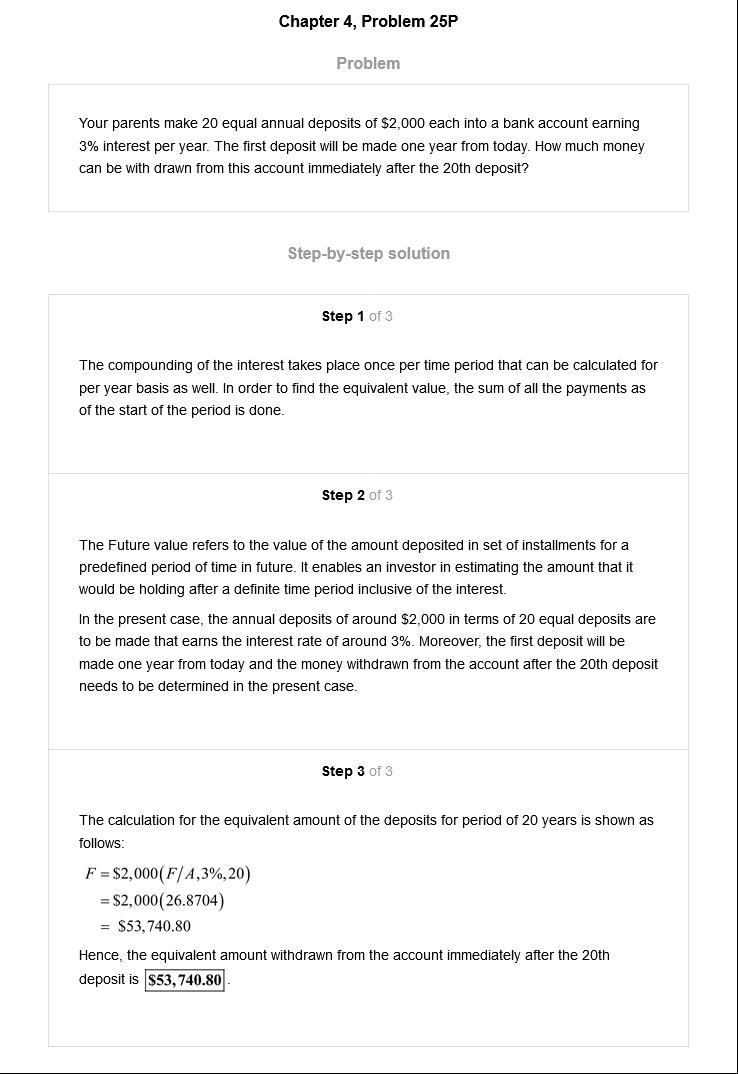 Chapter 4, Problem 25P
Problem
Your parents make 20 equal annual deposits of $2,000 each into a bank account earning
3% interest per year. The first deposit will be made one year from today. How much money
can be with drawn from this account immediately after the 20th deposit?
Step-by-step solution
Step 1 of 3
The compounding of the interest takes place once per time period that can be calculated for
per year basis as well. In order to find the equivalent value, the sum of all the payments as
of the start of the period is done.
Step 2 of 3
The Future value refers to the value of the amount deposited in set of installments for a
predefined period of time in future. It enables an investor in estimating the amount that it
would be holding after a definite time period inclusive of the interest.
In the present case, the annual deposits of around $2,000 in terms of 20 equal deposits are
to be made that earns the interest rate of around 3%. Moreover, the first deposit will be
made one year from today and the money withdrawn from the account after the 20th deposit
needs to be determined in the present case.
Step 3 of 3
The calculation for the equivalent amount of the deposits for period of 20 years is shown as
follows:
F = $2,000(F/A,3%,20)
= $2,000(26.8704)
= $53,740.80
Hence, the equivalent amount withdrawn from the account immediately after the 20th
deposit is $53,740.80.